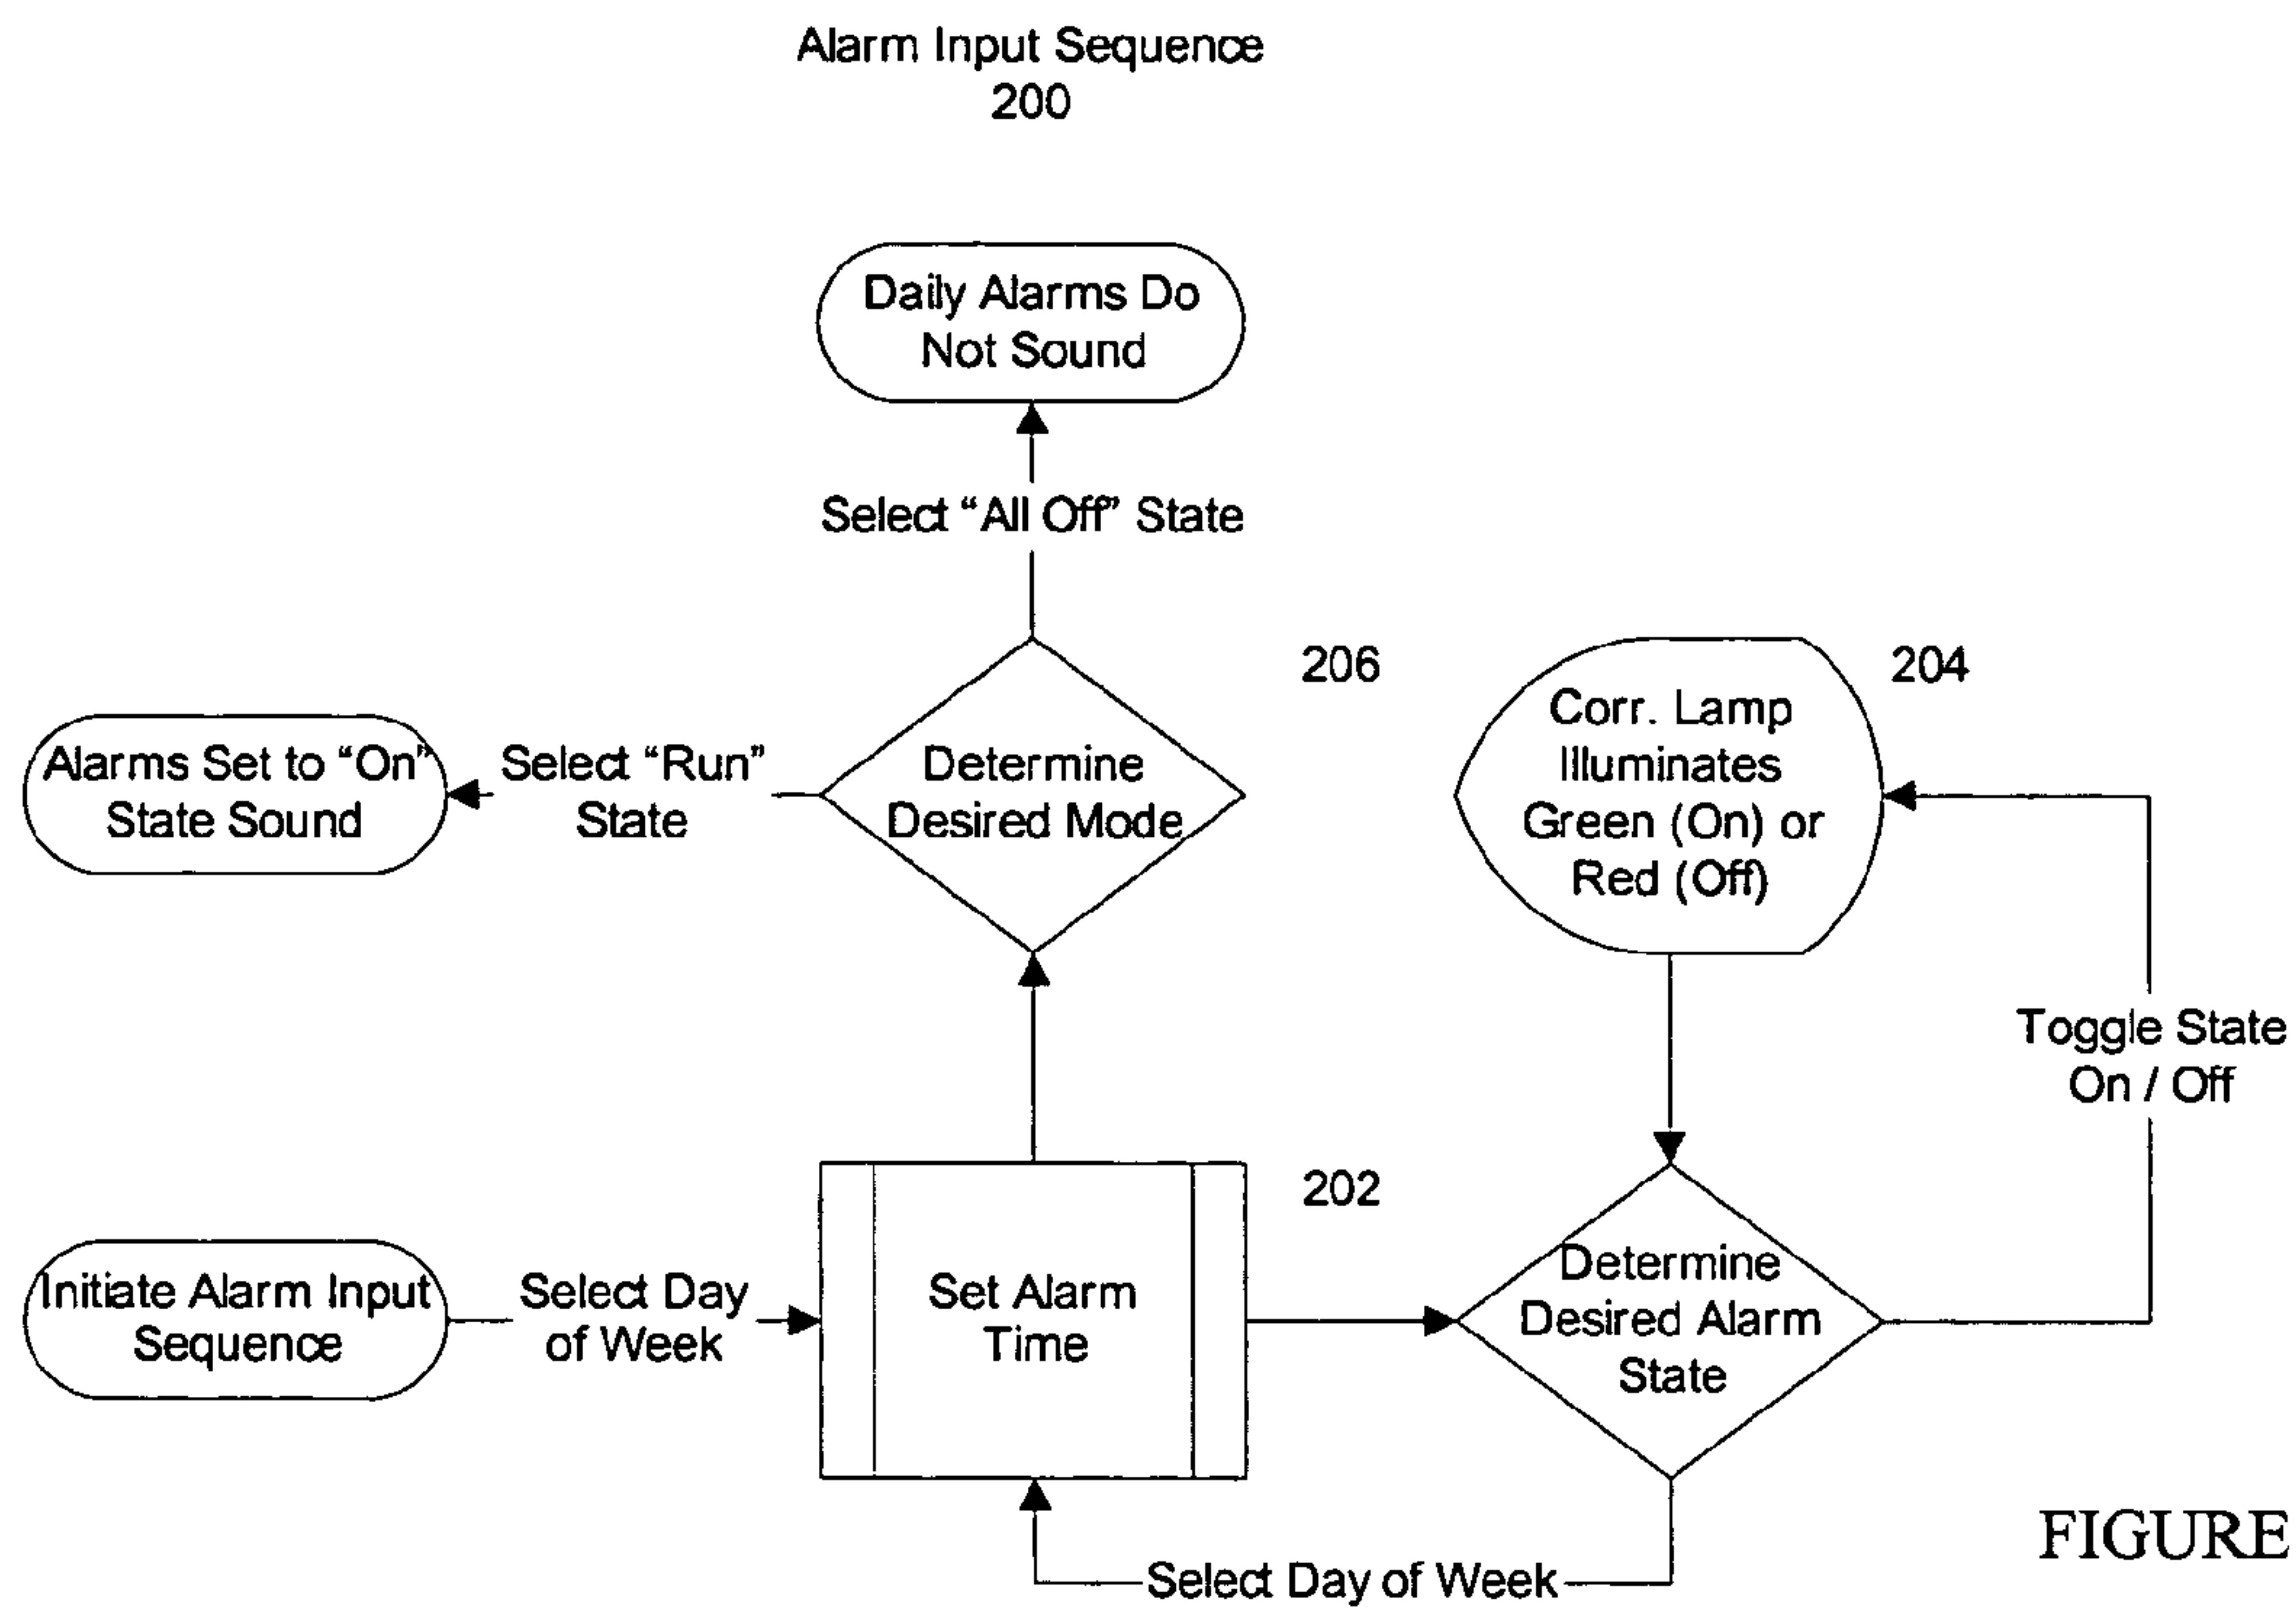 Alarm Input Sequence
200
Daily Alarms Do
Not Sound
Select “All Off” State
206
204
Corr. Lamp
Illuminates
Green (On) or
Red (Off)
Alarms Set to “On”
State Sound
Select “Run”
State
Determine
Desired Mode
Toggle State
On / Off
202
Initiate Alarm Input
Sequence
Select Day
of Week
Set Alarm
Time
Determine
Desired Alarm
State
Select Day of Week
FIGURE